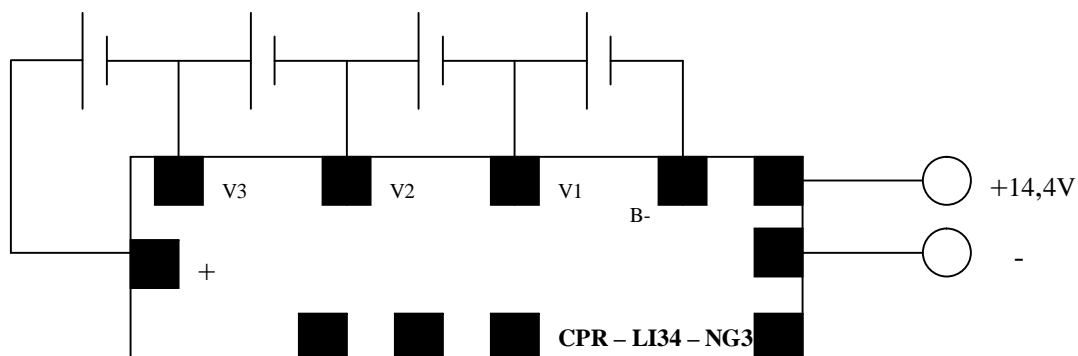 V3
V2
V1
B-
+14,4V
+
-
CPR – LI34 – NG3